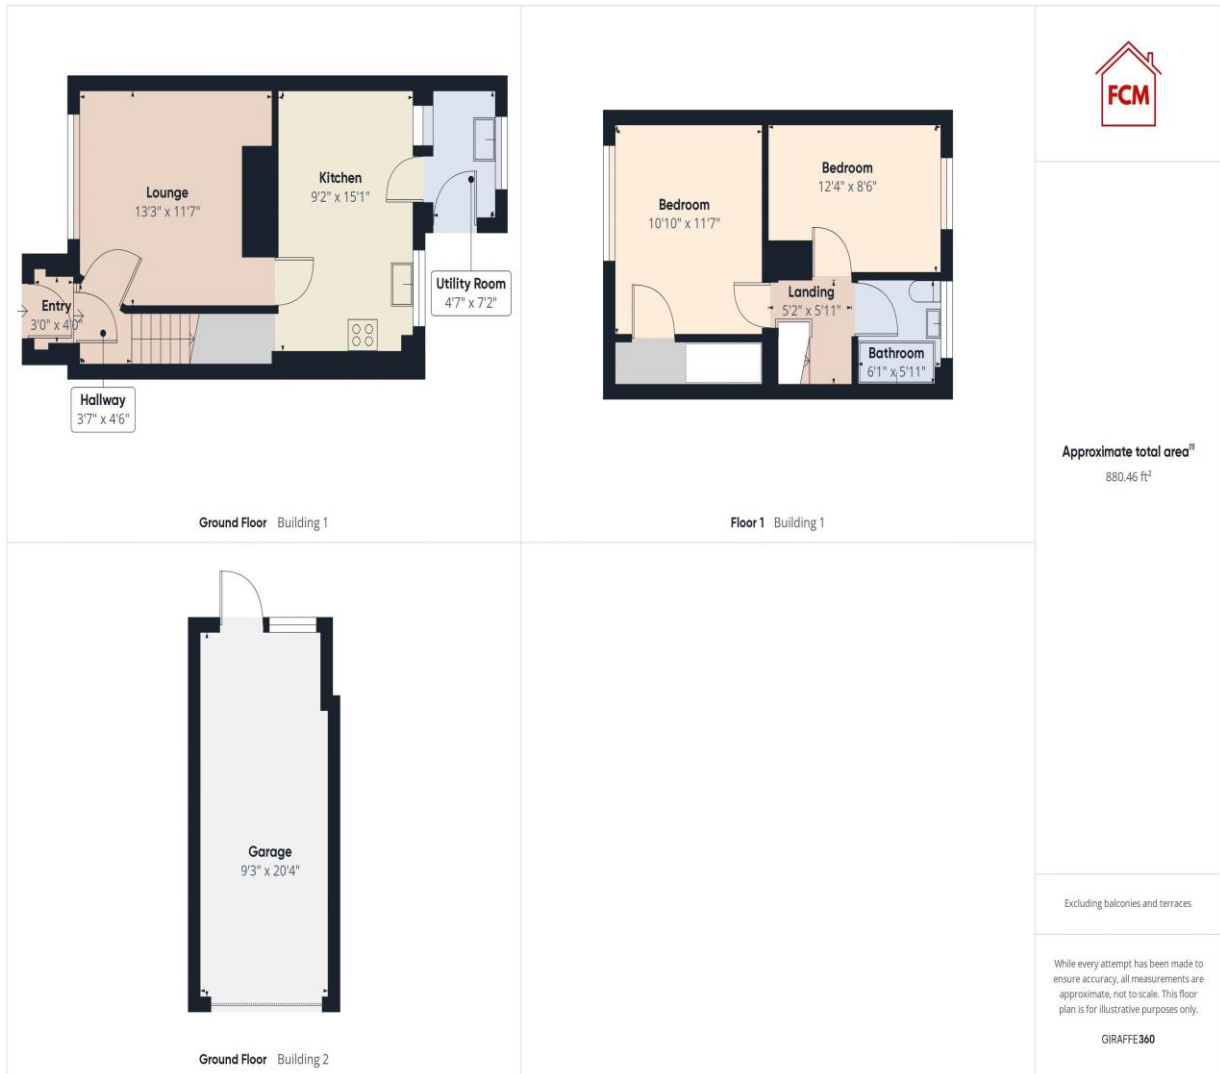 Lounge
13'3" x 11'7"
Kitchen
9'2" x 15'1"
Utility Room
4'7" x 7'2"
Entry
3'0" x 4'0"
Hallway
3'7" x 4'6"
Ground Floor Building 1
Bedroom
10'10" x 11'7"
Bedroom
12'4" x 8'6"
Landing
5'2" x 5'11"
Bathroom
6'1" x 5'11"
Floor 1 Building 1
Garage
9'3" x 20'4"
Ground Floor Building 2
FCM
Approximate total area(1)
880.46 ft²
Excluding balconies and terraces
While every attempt has been made to
ensure accuracy, all measurements are
approximate, not to scale. This floor
plan is for illustrative purposes only.
GIRAFFE360